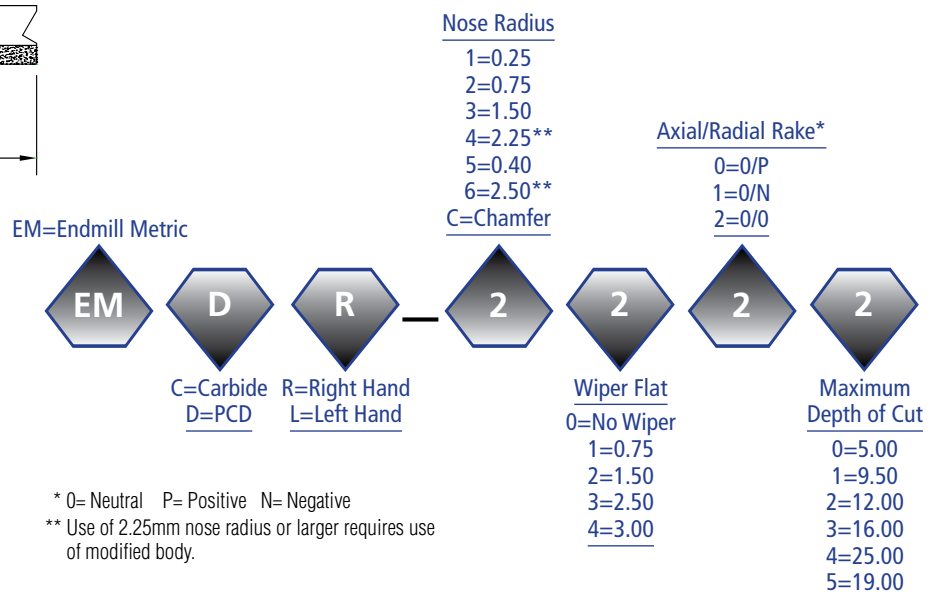 Nose Radius
1=0.25
2=0.75
3=1.50
4=2.25**
5=0.40
6=2.50**
C=Chamfer
Axial/Radial Rake*
0=0/P
1=0/N
2=0/0
EM=Endmill Metric
EM D R _ 2 2 2 2
C=Carbide
D=PCD
R=Right Hand
L=Left Hand
Wiper Flat
0=No Wiper
1=0.75
2=1.50
3=2.50
4=3.00
Maximum
Depth of Cut
0=5.00
1=9.50
2=12.00
3=16.00
4=25.00
5=19.00
* 0= Neutral P= Positive N= Negative
** Use of 2.25mm nose radius or larger requires use
of modified body.